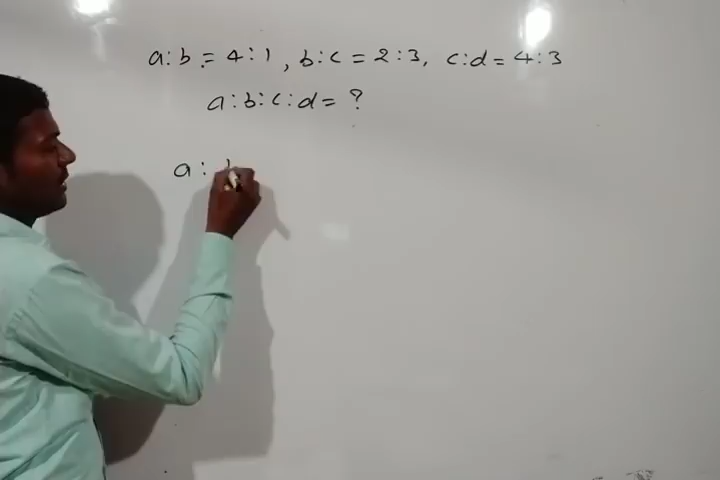 a:b = 4:1, b:c = 2:3, c:d = 4:3
a:b:c:d = ?
a: